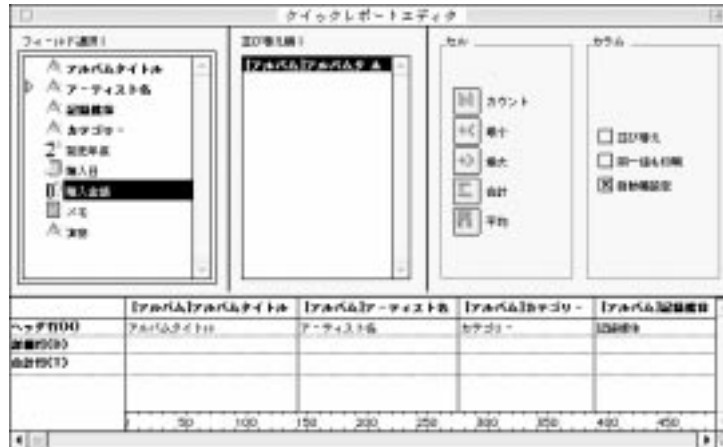 クイックレポートエディタ
フィールド選択:
アルバムタイトル
アーティスト名
記録媒体
カテゴリー
発売年度
購入日
購入金額
メモ
並び替え順:
[アルバム]アルバムタ
セル
カウント
最小
最大
合計
平均
カラム
並び替え
同一値も印刷
自動幅設定
[アルバム]アルバムタイトル [アルバム]アーティスト名 [アルバム]カテゴリー [アルバム]記録媒体
ヘッダ行(H) アルバムタイトル アーティスト名 カテゴリー 記録媒体
詳細行(D)
合計行(T)
50 100 150 200 250 300 350 400 450